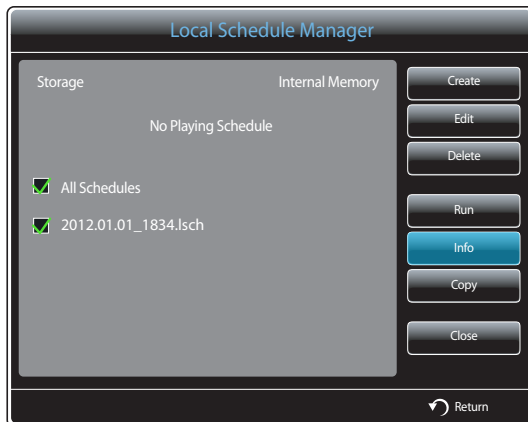 Local Schedule Manager
Storage Internal Memory
No Playing Schedule
All Schedules
2012.01.01_1834.lsch
Create
Edit
Delete
Run
Info
Copy
Close
Return